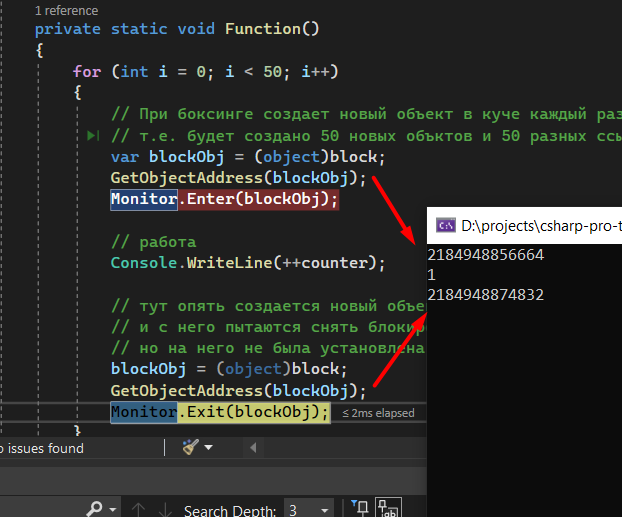 1 reference
private static void Function()
{
for (int i = 0; i < 50; i++)
{
// При боксинге создает новый объект в куче каждый раз
// т.е. будет создано 50 новых объктов и 50 разных
var blockObj = (object)block;
GetObjectAddress(blockObj);
Monitor.Enter(blockObj);
// работа
Console.WriteLine(++counter);
// тут опять создается новый
// и с него пытаются снять
// но на него не была установлена
blockObj = (object)block;
GetObjectAddress(blockObj);
Monitor.Exit(blockObj); ≤ 2ms elapsed
}
issues found
Search Depth: 3
D:\projects\csharp-pro-t
2184948856664
1
2184948874832